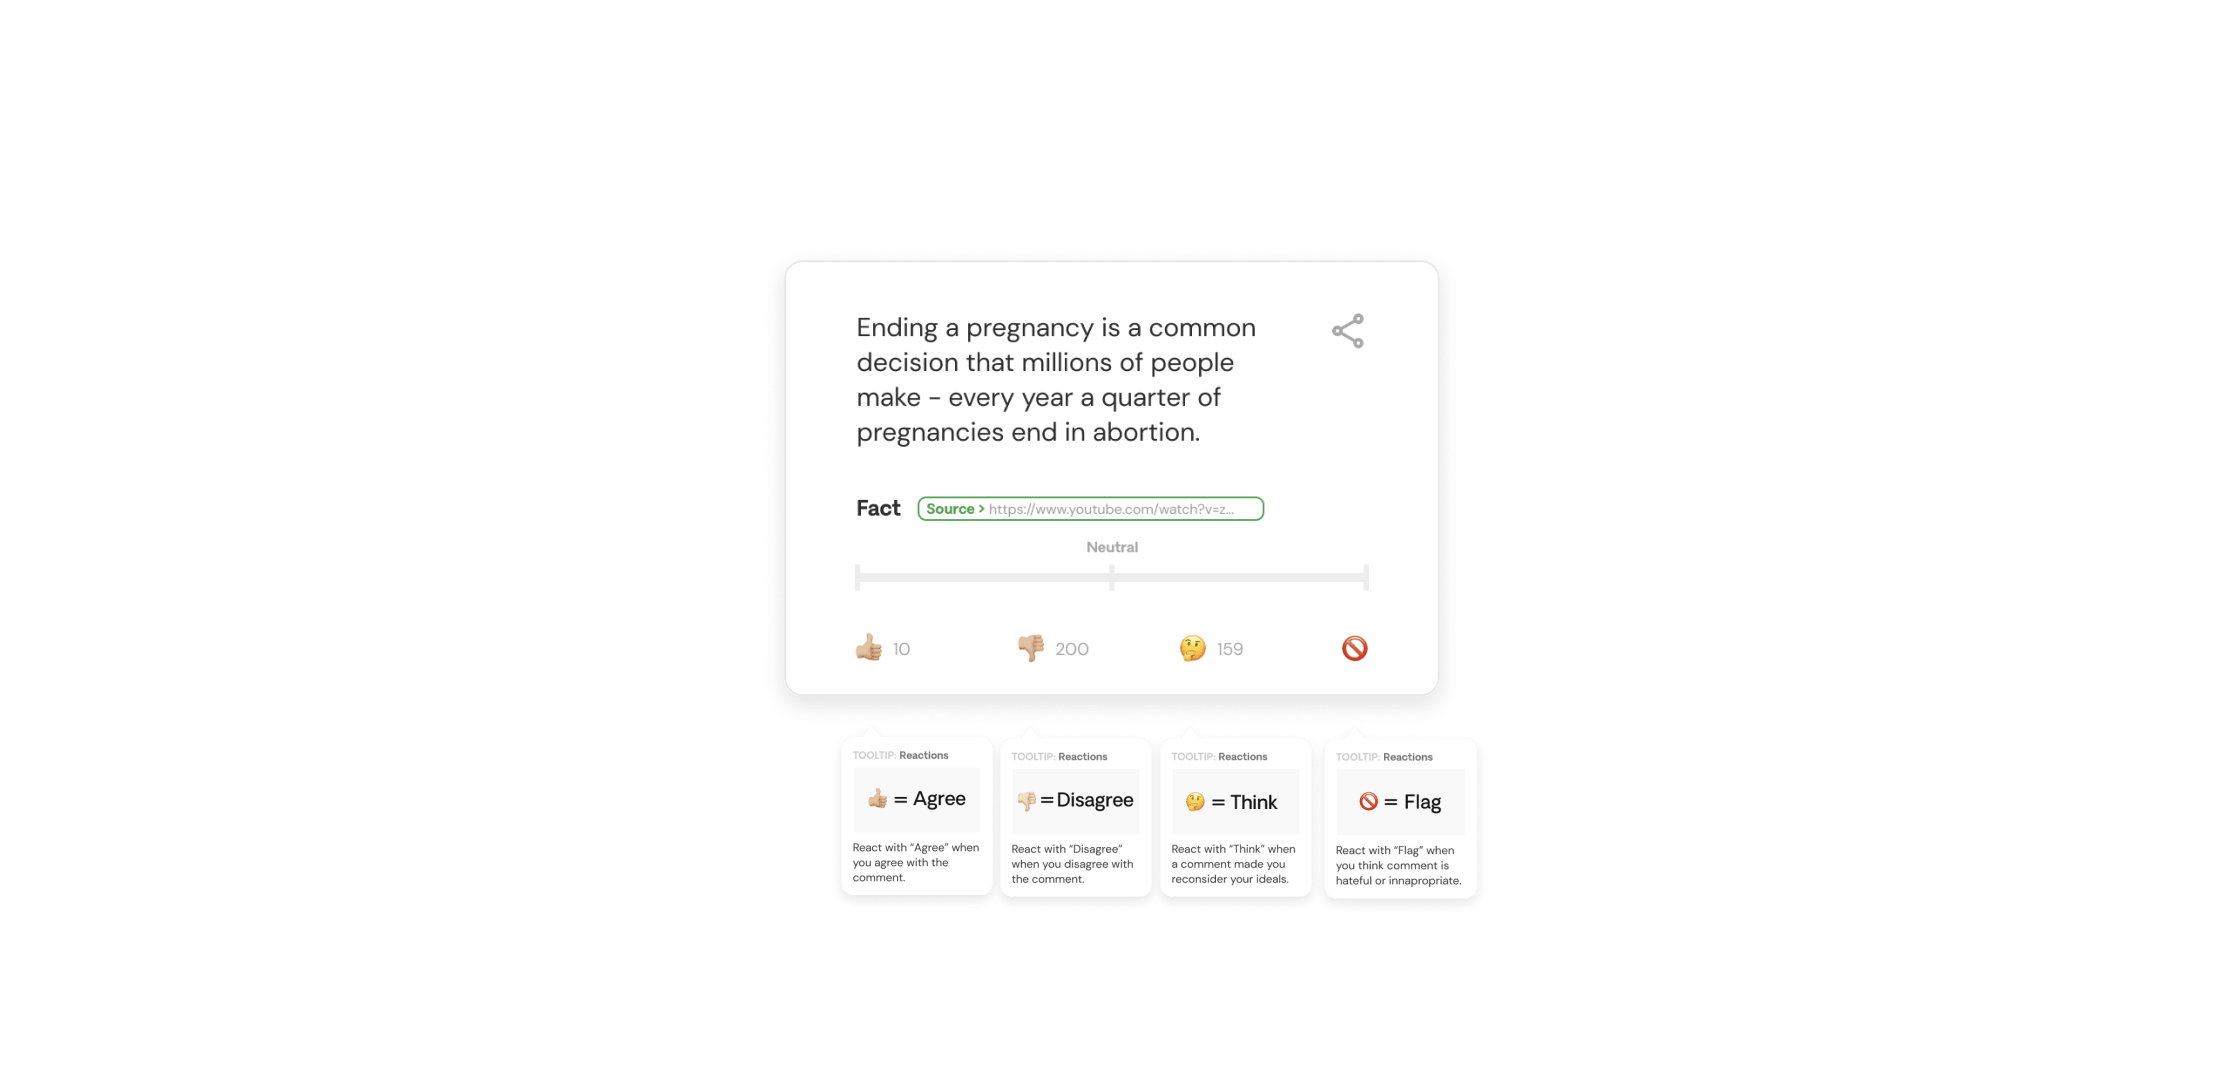 Ending a pregnancy is a common
decision that millions of people
make - every year a quarter of
pregnancies end in abortion.
Fact Source > https://www.youtube.com/watch?v=z...
Neutral
10 200 159
TOOLTIP: Reactions
= Agree
React with “Agree” when
you agree with the
comment.
TOOLTIP: Reactions
=Disagree
React with “Disagree”
when you disagree with
the comment.
TOOLTIP: Reactions
= Think
React with “Think” when
a comment made you
reconsider your ideals.
TOOLTIP: Reactions
= Flag
React with “Flag” when
you think comment is
hateful or innapropriate.